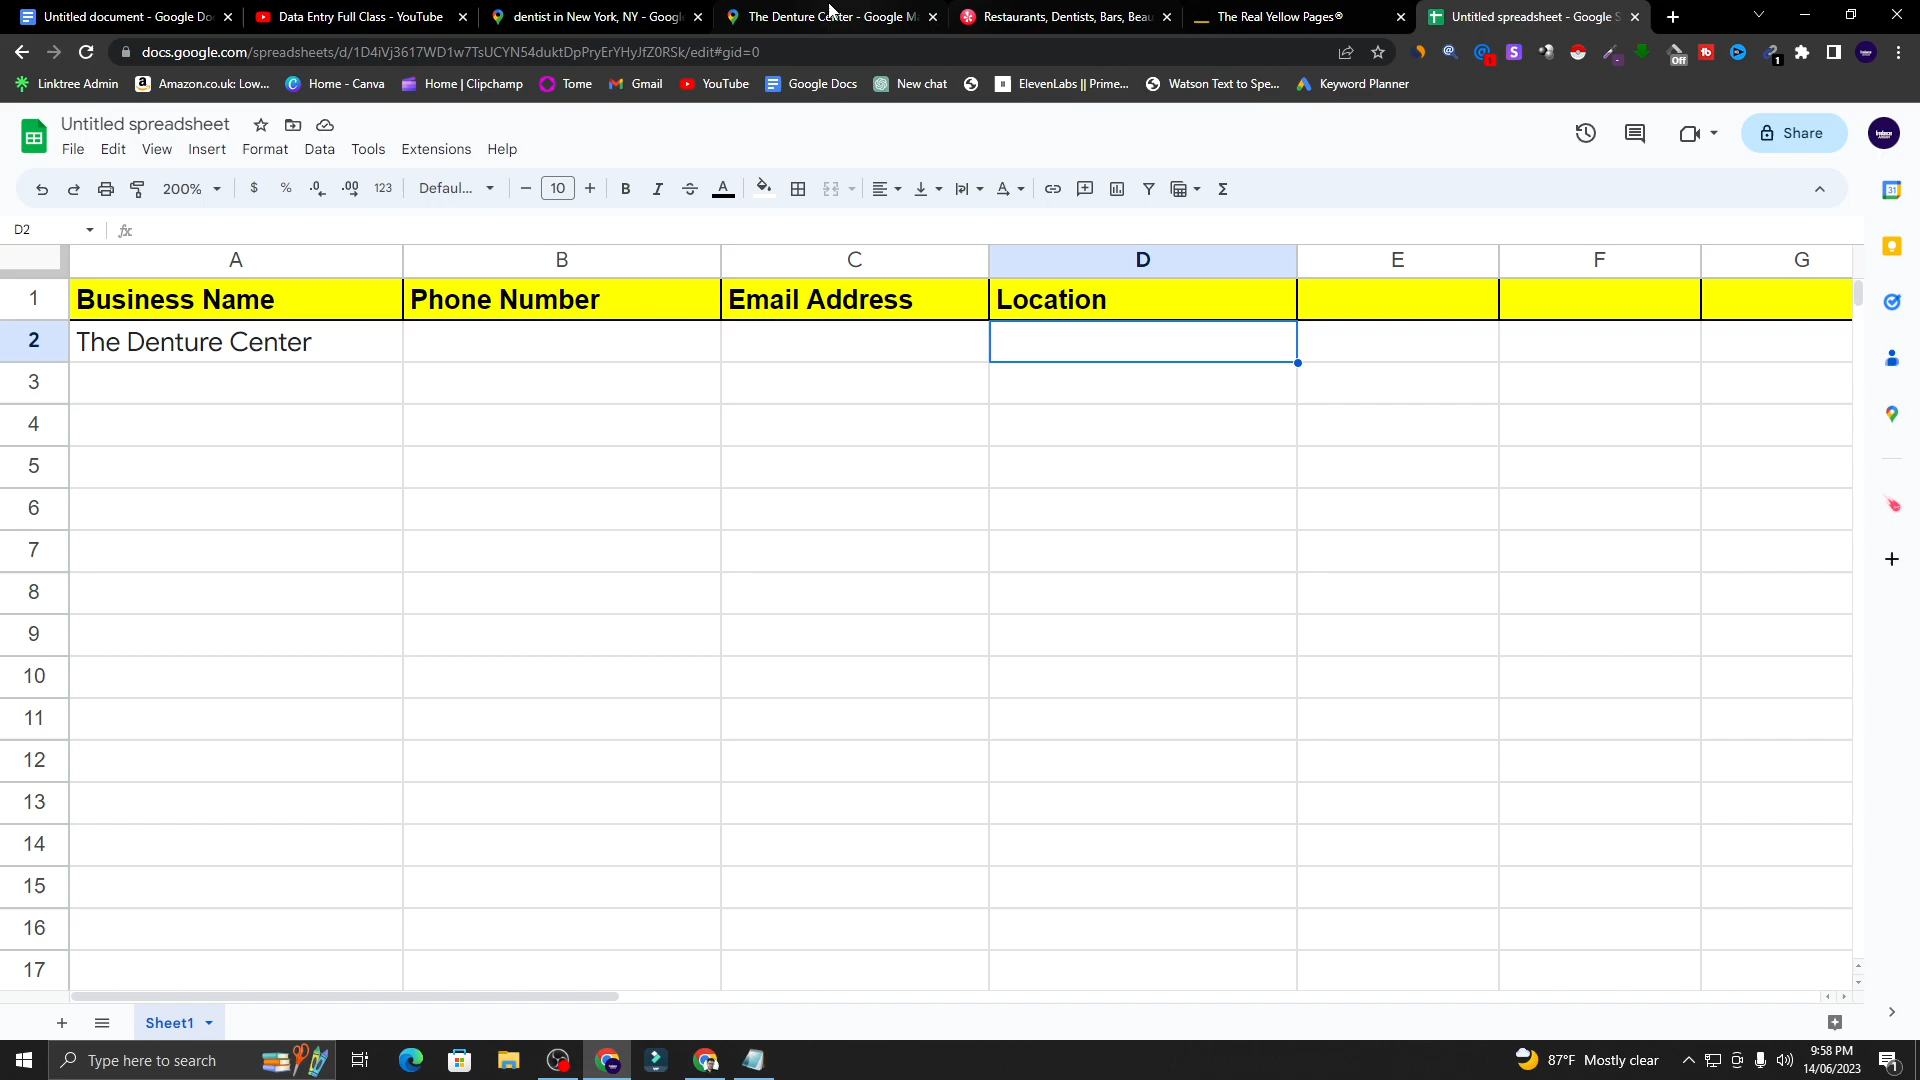 Untitled document - Google Do
Data Entry Full Class - YouTube
dentist in New York, NY - Googl
The Denture Center - Google M
Restaurants, Dentists, Bars, Beau
The Real Yellow Pages®
Untitled spreadsheet - Google S
docs.google.com/spreadsheets/d/1D4iVj3617WD1w7TsUCYN54duktDpPryErYHyJfZ0RSk/edit#gid=0
Linktree Admin
Amazon.co.uk: Low...
Home - Canva
Home | Clipchamp
Tome
Gmail
YouTube
Google Docs
New chat
ElevenLabs || Prime...
Watson Text to Spe...
Keyword Planner
Untitled spreadsheet
Share
File Edit View Insert Format Data Tools Extensions Help
200% $ % .0 .00 123 Defaul... 10 B I A Σ
D2 fx
A B C D E F G
1 Business Name Phone Number Email Address Location
2 The Denture Center
3
4
5
6
7
8
9
10
11
12
13
14
15
16
17
Sheet1
Type here to search
87°F Mostly clear
9:58 PM
14/06/2023
1